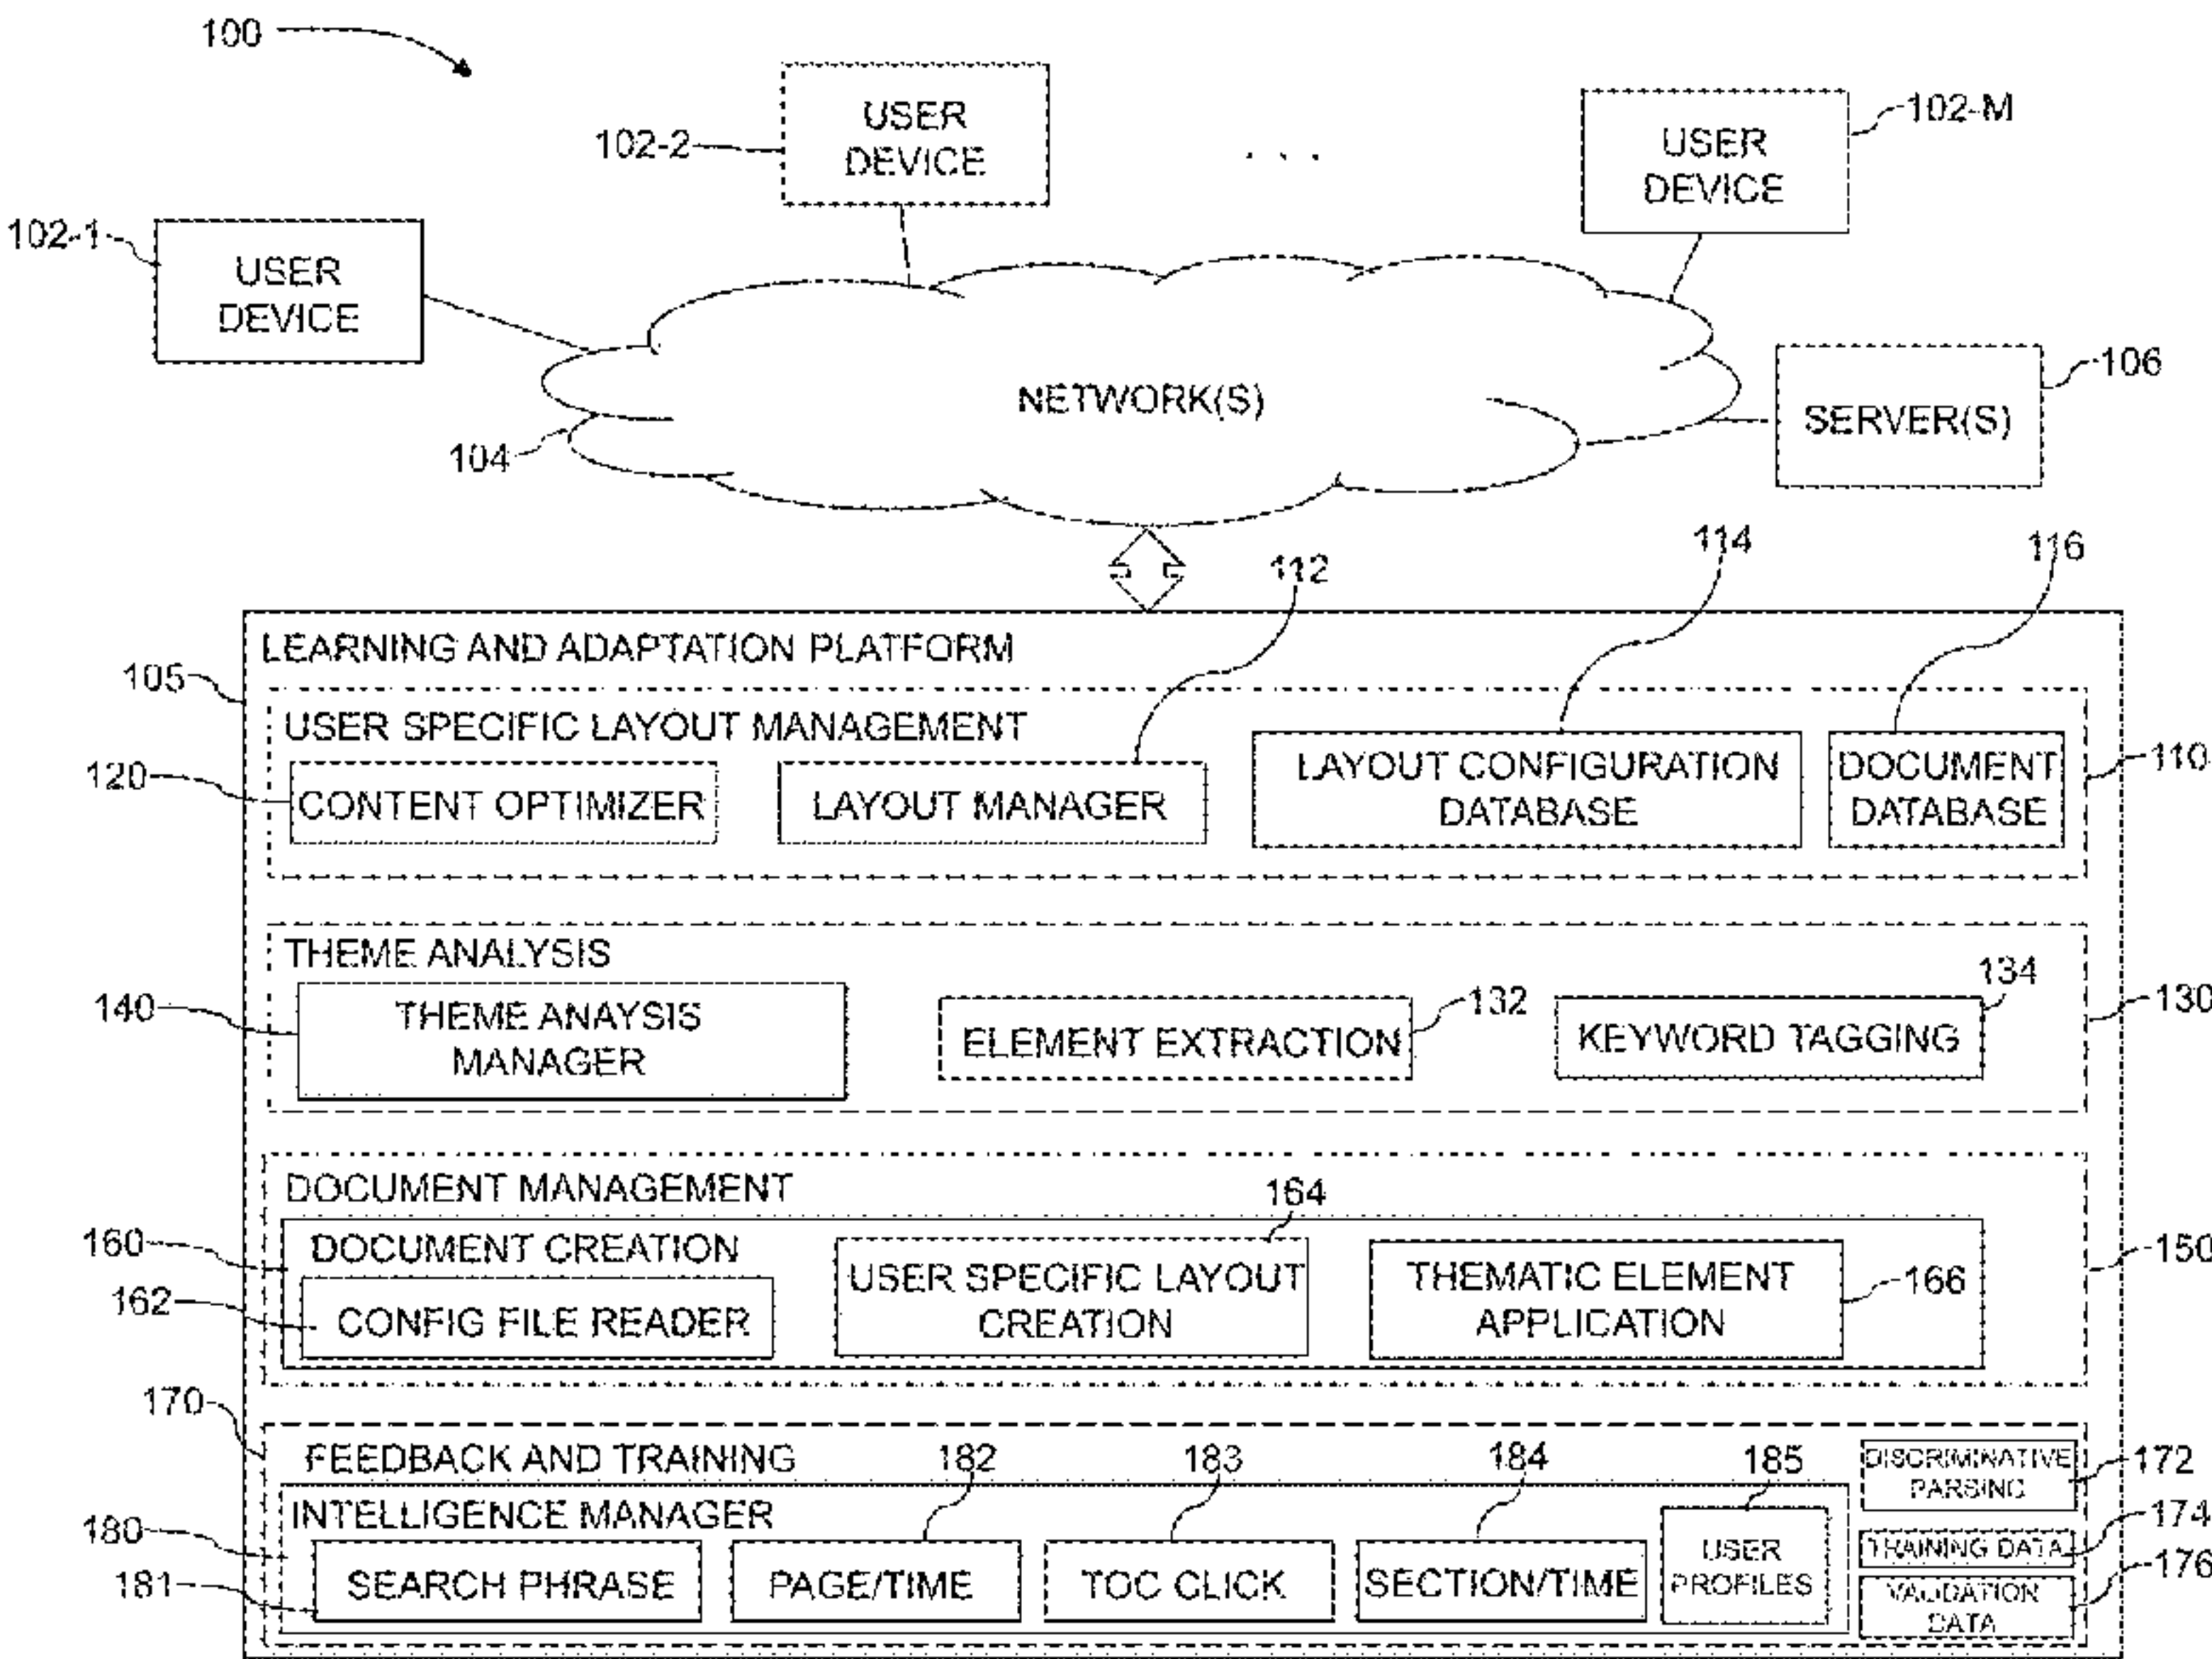 100
102-2
USER
DEVICE
. . .
USER
DEVICE
102-M
102-1
USER
DEVICE
NETWORK(S)
104
SERVER(S)
106
112
114
116
LEARNING AND ADAPTATION PLATFORM
105
USER SPECIFIC LAYOUT MANAGEMENT
120
CONTENT OPTIMIZER
LAYOUT MANAGER
LAYOUT CONFIGURATION
DATABASE
DOCUMENT
DATABASE
110
THEME ANALYSIS
140
THEME ANAYSIS
MANAGER
ELEMENT EXTRACTION
132
KEYWORD TAGGING
134
130
DOCUMENT MANAGEMENT
160
DOCUMENT CREATION
162
CONFIG FILE READER
164
USER SPECIFIC LAYOUT
CREATION
THEMATIC ELEMENT
APPLICATION
166
150
170
FEEDBACK AND TRAINING
182
183
184
185
180
INTELLIGENCE MANAGER
181
SEARCH PHRASE
PAGE/TIME
TOC CLICK
SECTION/TIME
USER
PROFILES
DISCRIMINATIVE
PARSING
172
TRAINING DATA
174
VALIDATION
DATA
176